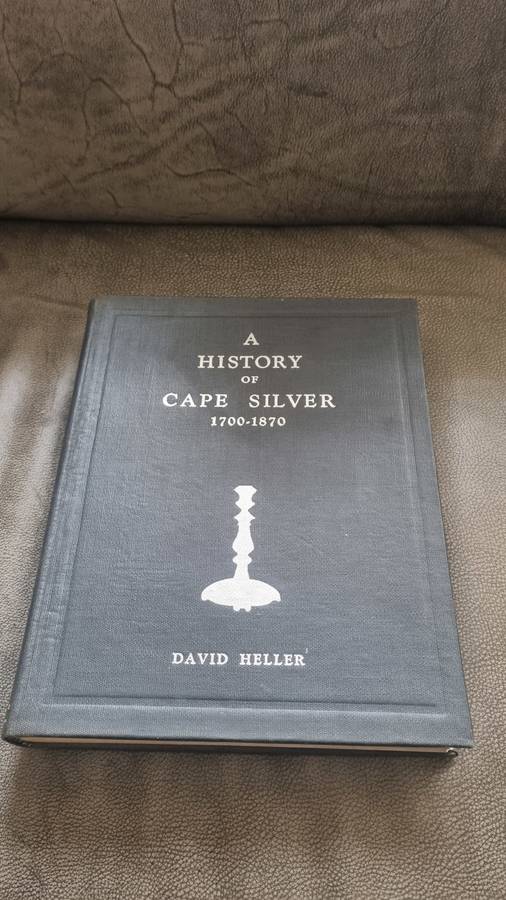 A
HISTORY
OF
CAPE SILVER
1700-1870
DAVID HELLER